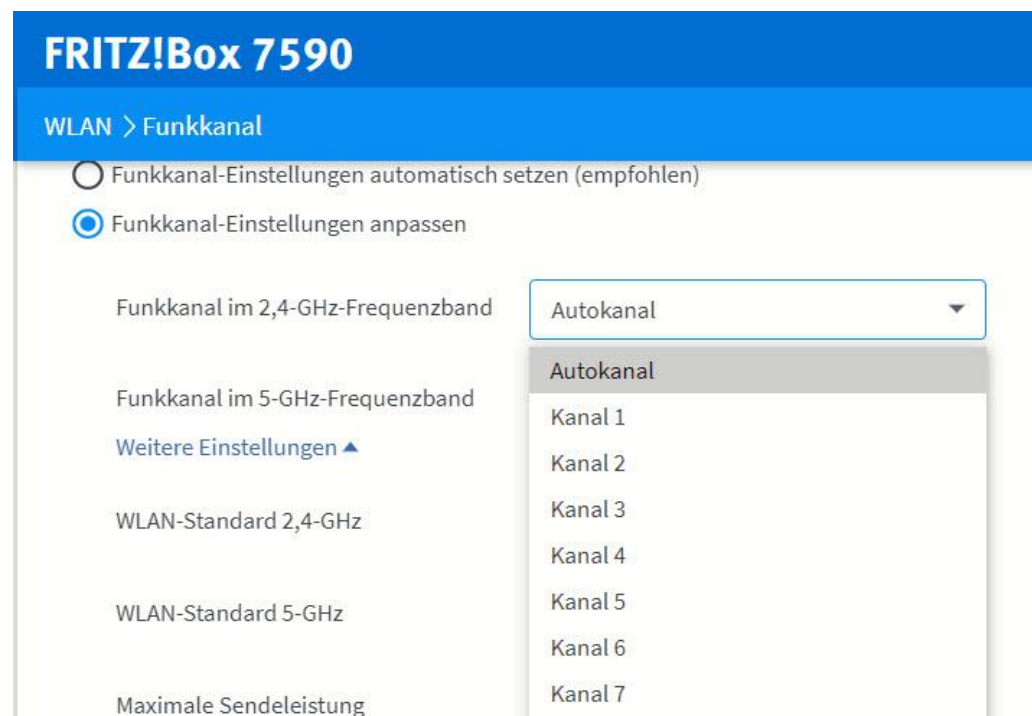 FRITZ!Box 7590
WLAN > Funkkanal
Funkkanal-Einstellungen automatisch setzen (empfohlen)
Funkkanal-Einstellungen anpassen
Funkkanal im 2,4-GHz-Frequenzband
Autokanal
Autokanal
Funkkanal im 5-GHz-Frequenzband
Kanal 1
Weitere Einstellungen
Kanal 2
Kanal 3
WLAN-Standard 2,4-GHz
Kanal 4
Kanal 5
WLAN-Standard 5-GHz
Kanal 6
Kanal 7
Maximale Sendeleistung